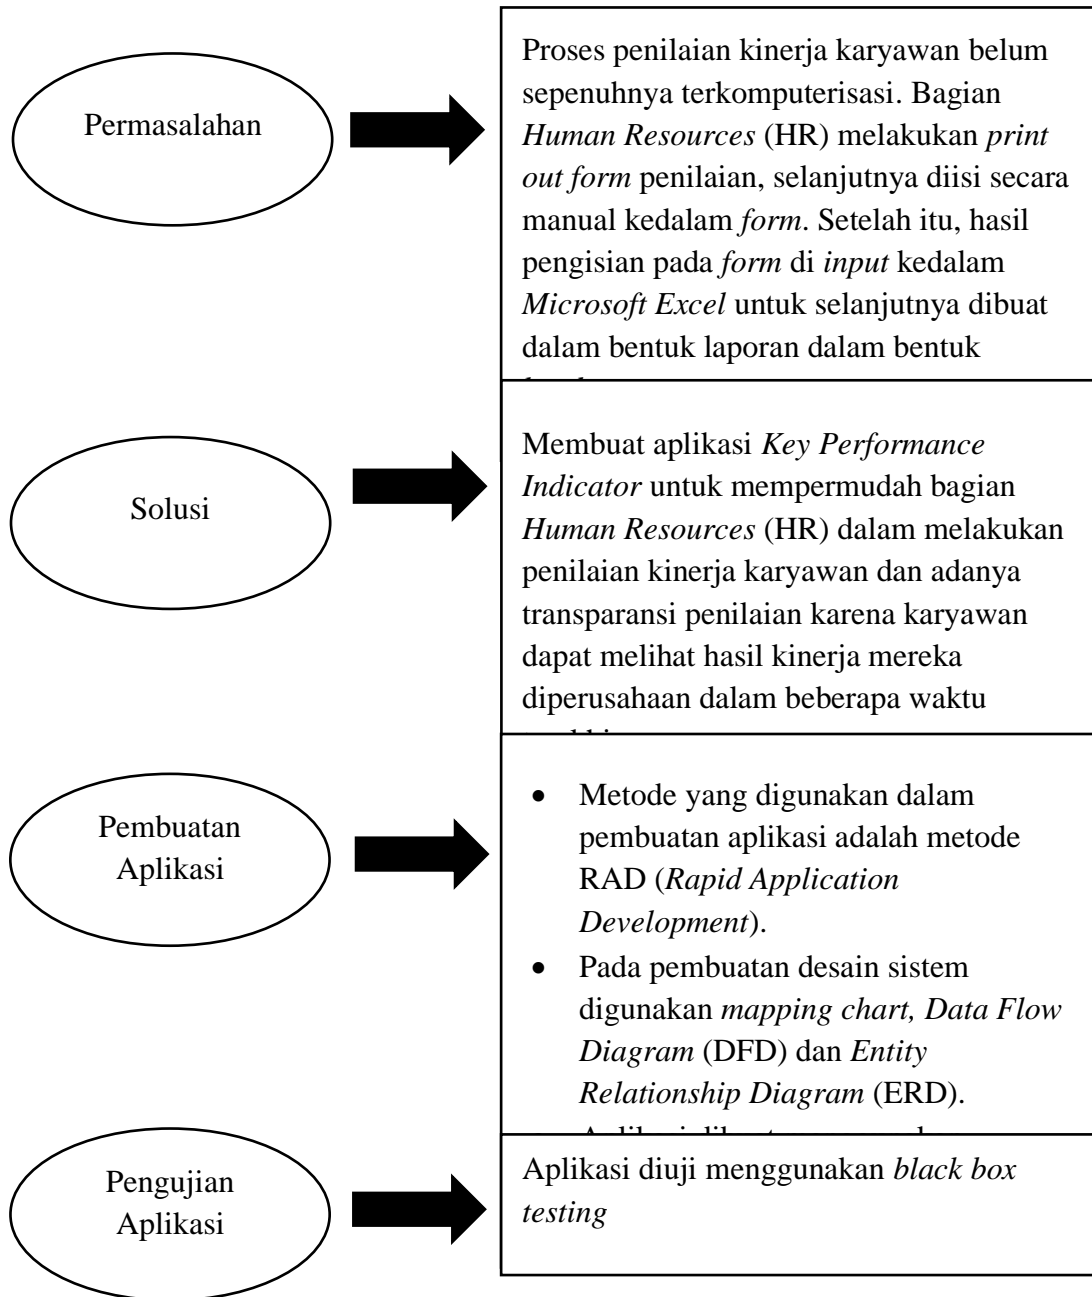 Permasalahan
Proses penilaian kinerja karyawan belum
sepenuhnya terkomputerisasi. Bagian
Human Resources (HR) melakukan print
out form penilaian, selanjutnya diisi secara
manual kedalam form. Setelah itu, hasil
pengisian pada form di input kedalam
Microsoft Excel untuk selanjutnya dibuat
dalam bentuk laporan dalam bentuk
Solusi
Membuat aplikasi Key Performance
Indicator untuk mempermudah bagian
Human Resources (HR) dalam melakukan
penilaian kinerja karyawan dan adanya
transparansi penilaian karena karyawan
dapat melihat hasil kinerja mereka
diperusahaan dalam beberapa waktu
Pembuatan
Aplikasi
• Metode yang digunakan dalam
pembuatan aplikasi adalah metode
RAD (Rapid Application
Development).
• Pada pembuatan desain sistem
digunakan mapping chart, Data Flow
Diagram (DFD) dan Entity
Relationship Diagram (ERD).
Pengujian
Aplikasi
Aplikasi diuji menggunakan black box
testing